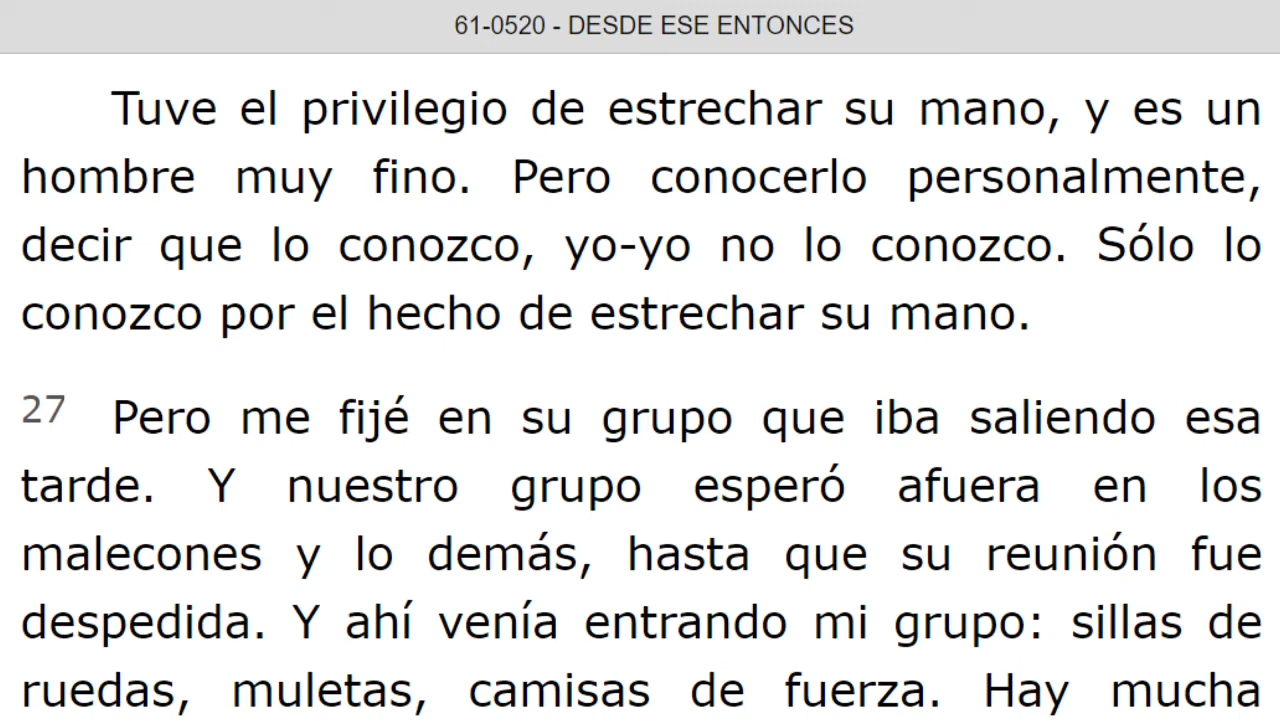 61-0520 - DESDE ESE ENTONCES
Tuve el privilegio de estrechar su mano, y es un
hombre muy fino. Pero conocerlo personalmente,
decir que lo conozco, yo-yo no lo conozco. Sólo lo
conozco por el hecho de estrechar su mano.
27 Pero me fijé en su grupo que iba saliendo esa
tarde. Y nuestro grupo esperó afuera en los
malecones y lo demás, hasta que su reunión fue
despedida. Y ahí venía entrando mi grupo: sillas de
ruedas, muletas, camisas de fuerza. Hay mucha